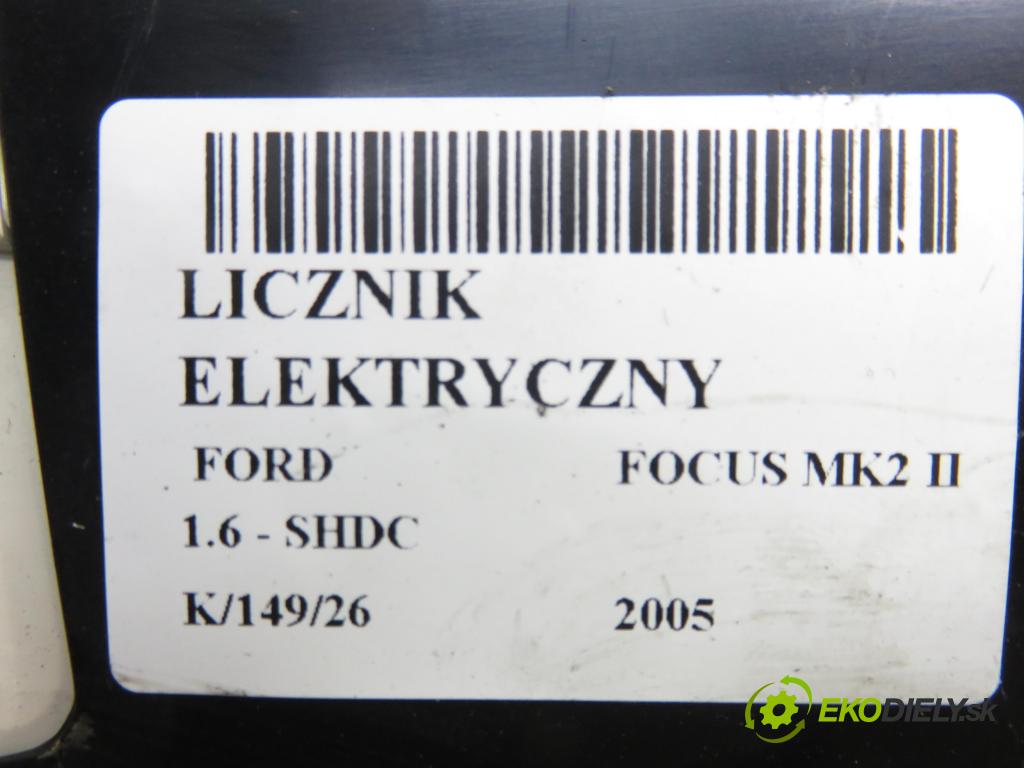 LICZNIK
ELEKTRYCZNY
FORD FOCUS MK2 II
1.6 - SHDC
K/149/26 2005
EKODIELY.sk